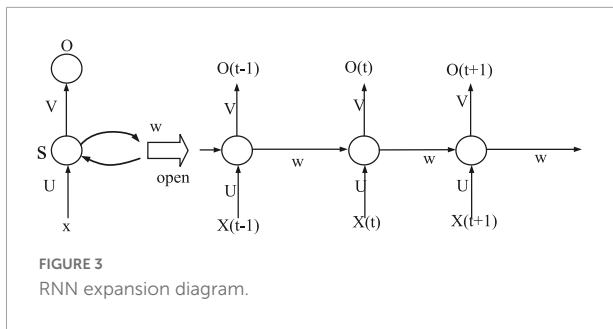 O
O(t-1)
O(t)
O(t+1)
V
V
V
V
w
S
open
w
w
w
U
U
U
U
x
X(t-1)
X(t)
X(t+1)
FIGURE 3
RNN expansion diagram.